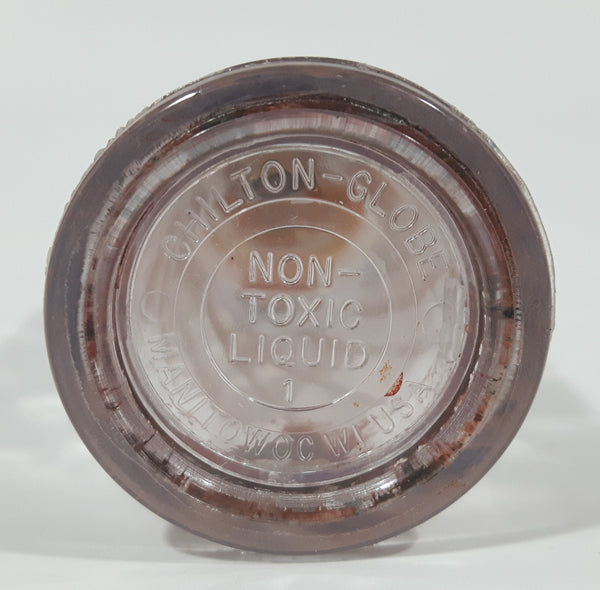 CHILTON-GLOBE
NON-
TOXIC
LIQUID
1
MANITOWOC WI USA